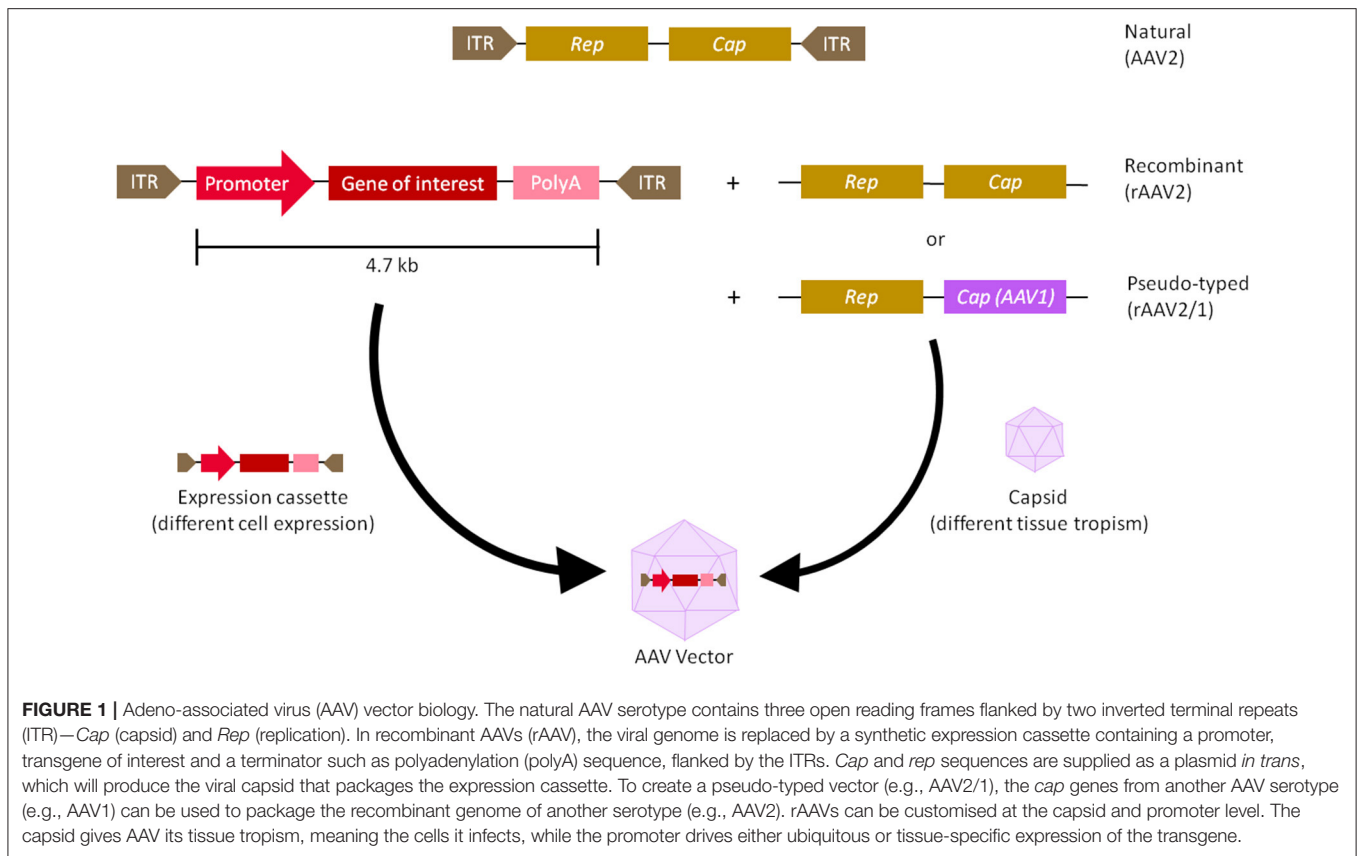 ITR Rep Cap ITR
Natural
(AAV2)
ITR Promoter Gene of interest PolyA ITR + Rep Cap
Recombinant
(rAAV2)
4.7 kb
or
+ Rep Cap (AAV1)
Pseudo-typed
(rAAV2/1)
Expression cassette
(different cell expression)
Capsid
(different tissue tropism)
AAV Vector
FIGURE 1 | Adeno-associated virus (AAV) vector biology. The natural AAV serotype contains three open reading frames flanked by two inverted terminal repeats
(ITR)—Cap (capsid) and Rep (replication). In recombinant AAVs (rAAV), the viral genome is replaced by a synthetic expression cassette containing a promoter,
transgene of interest and a terminator such as polyadenylation (polyA) sequence, flanked by the ITRs. Cap and rep sequences are supplied as a plasmid in trans,
which will produce the viral capsid that packages the expression cassette. To create a pseudo-typed vector (e.g., AAV2/1), the cap genes from another AAV serotype
(e.g., AAV1) can be used to package the recombinant genome of another serotype (e.g., AAV2). rAAVs can be customised at the capsid and promoter level. The
capsid gives AAV its tissue tropism, meaning the cells it infects, while the promoter drives either ubiquitous or tissue-specific expression of the transgene.